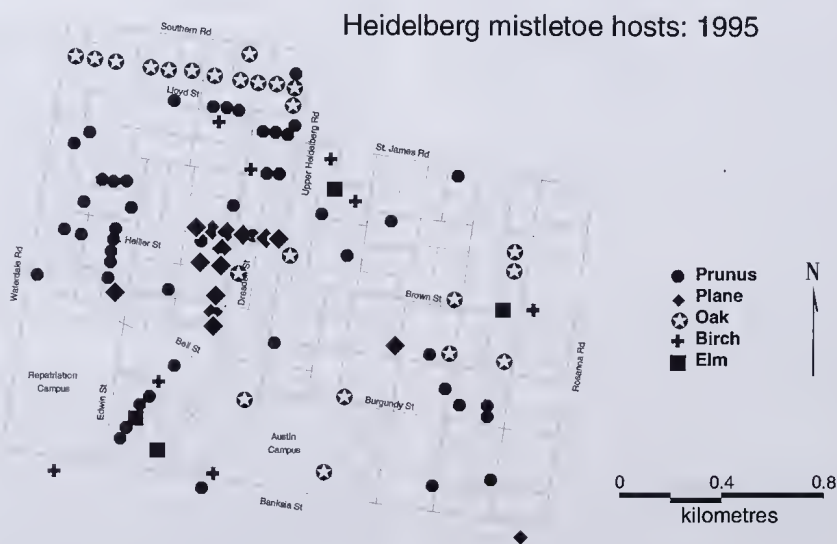 Heidelberg mistletoe hosts: 1995
Southern Rd
Lloyd St
Upper Heidelberg Rd
St. James Rd
Waterdale Rd
Hellier St
Dresden St
Brown St
Bell St
Rosanna Rd
Repatriation
Campus
Edwin St
Burgundy St
Austin
Campus
Banksia St
Prunus
Plane
Oak
Birch
Elm
N
0
0.4
0.8
kilometres